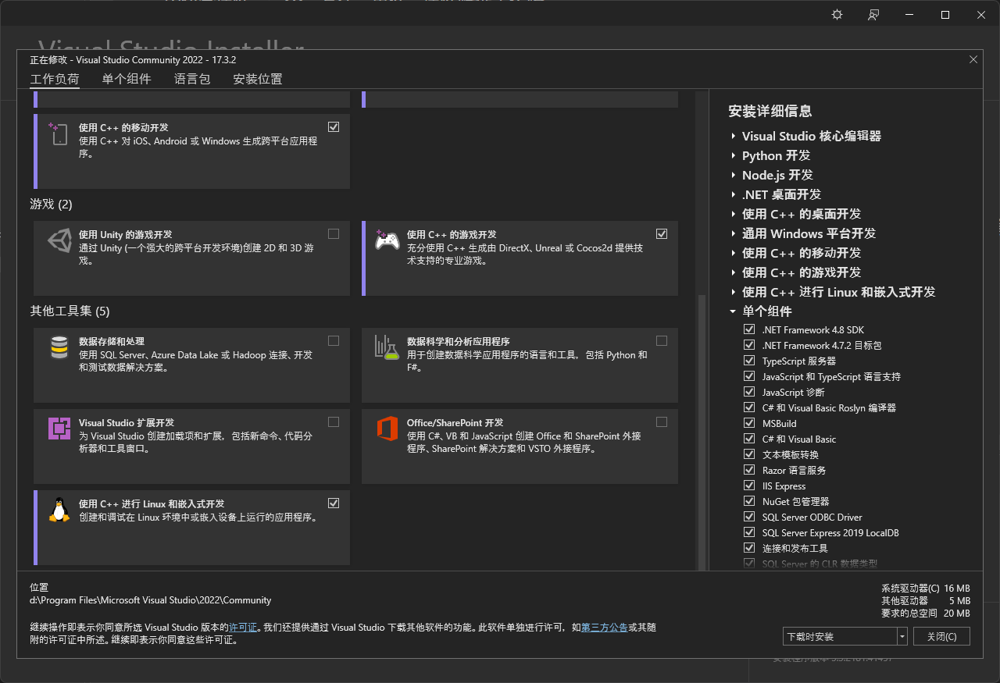 Visual Studio Installer
正在修改 - Visual Studio Community 2022 - 17.3.2
工作负荷 单个组件 语言包 安装位置
使用 C++ 的移动开发
使用 C++ 对 iOS、Android 或 Windows 生成跨平台应用程
序。
游戏 (2)
使用 Unity 的游戏开发
通过 Unity (一个强大的跨平台开发环境)创建 2D 和 3D 游
戏。
使用 C++ 的游戏开发
充分使用 C++ 生成由 DirectX、Unreal 或 Cocos2d 提供技
术支持的专业游戏。
其他工具集 (5)
数据存储和处理
使用 SQL Server、Azure Data Lake 或 Hadoop 连接、开发
和测试数据解决方案。
数据科学和分析应用程序
用于创建数据科学应用程序的语言和工具，包括 Python 和
F#。
Visual Studio 扩展开发
为 Visual Studio 创建加载项和扩展，包括新命令、代码分
析器和工具窗口。
Office/SharePoint 开发
使用 C#、VB 和 JavaScript 创建 Office 和 SharePoint 外接
程序、SharePoint 解决方案和 VSTO 外接程序。
使用 C++ 进行 Linux 和嵌入式开发
创建和调试在 Linux 环境中或嵌入设备上运行的应用程序。
安装详细信息
Visual Studio 核心编辑器
Python 开发
Node.js 开发
.NET 桌面开发
使用 C++ 的桌面开发
通用 Windows 平台开发
使用 C++ 的移动开发
使用 C++ 的游戏开发
使用 C++ 进行 Linux 和嵌入式开发
单个组件
.NET Framework 4.8 SDK
.NET Framework 4.7.2 目标包
TypeScript 服务器
JavaScript 和 TypeScript 语言支持
JavaScript 诊断
C# 和 Visual Basic Roslyn 编译器
MSBuild
C# 和 Visual Basic
文本模板转换
Razor 语言服务
IIS Express
NuGet 包管理器
SQL Server ODBC Driver
SQL Server Express 2019 LocalDB
连接和发布工具
SQL Server 的 CLR 数据类型
位置
d:\Program Files\Microsoft Visual Studio\2022\Community
继续操作即表示你同意所选 Visual Studio 版本的许可证。我们还提供通过 Visual Studio 下载其他软件的功能。此软件单独进行许可，如第三方公告或其随
附的许可证中所述。继续即表示你同意这些许可证。
系统驱动器(C) 16 MB
其他驱动器 5 MB
要求的总空间 20 MB
下载时安装
关闭(C)